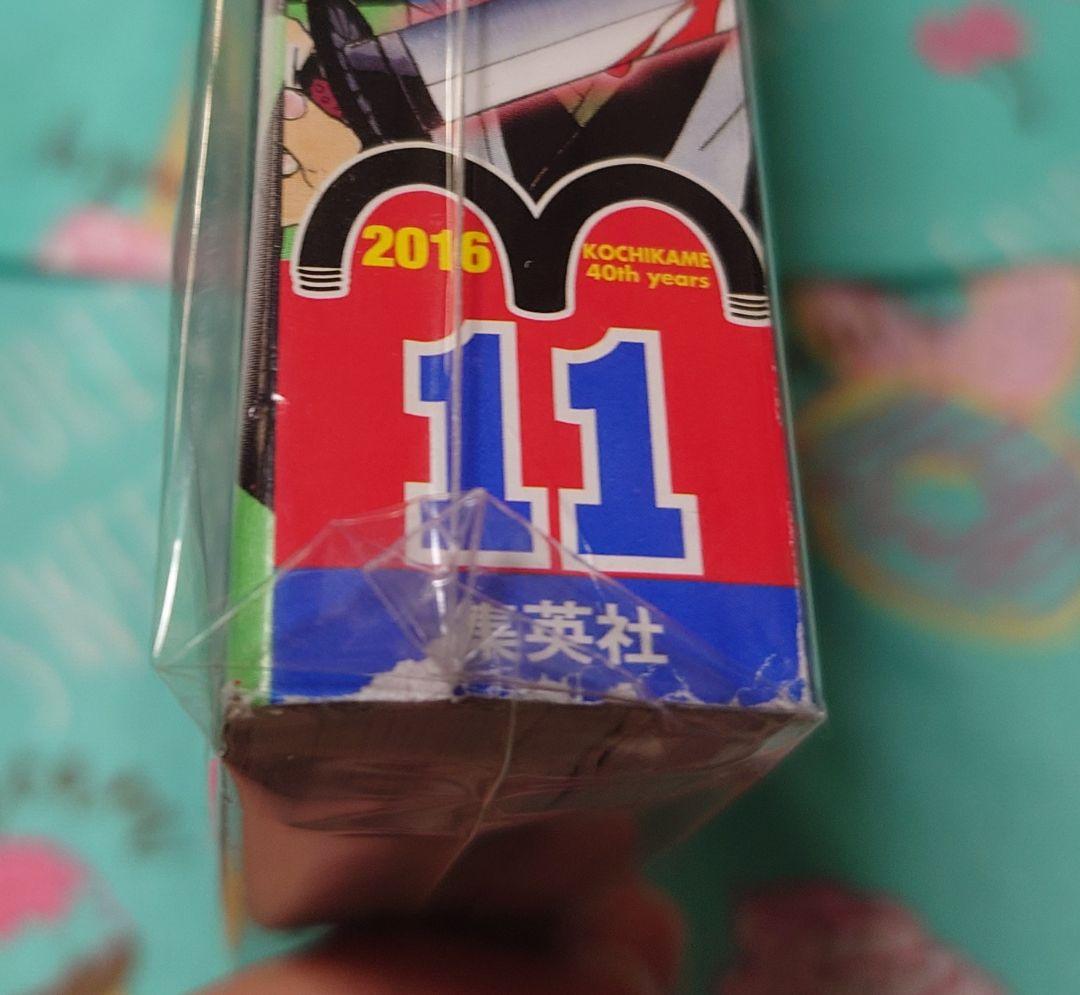 2016
KOCHIKAME
40th years
11
集英社